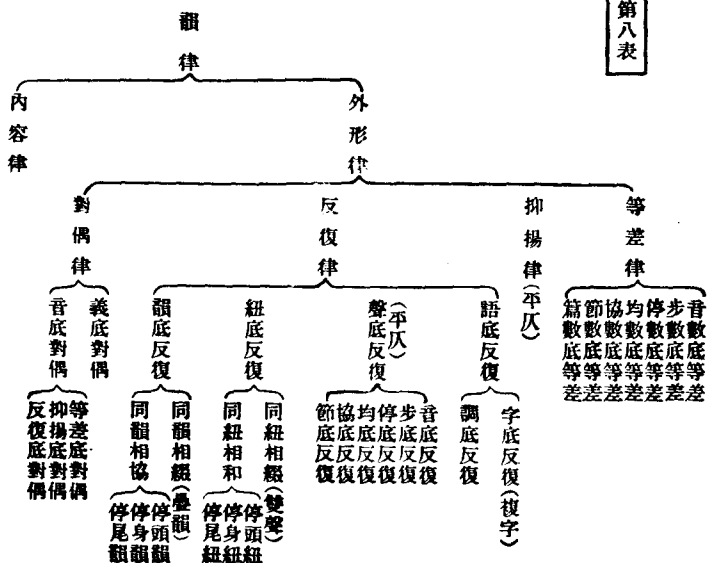 第八表
韻律
外形律
內容律
等差律
抑揚律(平仄)
反復律
對偶律
音數底等差
步數底等差
停數底等差
均數底等差
協數底等差
節數底等差
篇數底等差
語底反復
聲底反復(平仄)
紐底反復
韻底反復
義底對偶
音底對偶
字底反復(複字)
調底反復
音底反復
步底反復
停底反復
均底反復
協底反復
節底反復
同紐相綴(雙聲)
同紐相和
同韻相綴(疊韻)
同韻相協
等差底對偶
抑揚底對偶
反復底對偶
停頭紐
停身紐
停尾紐
停頭韻
停身韻
停尾韻